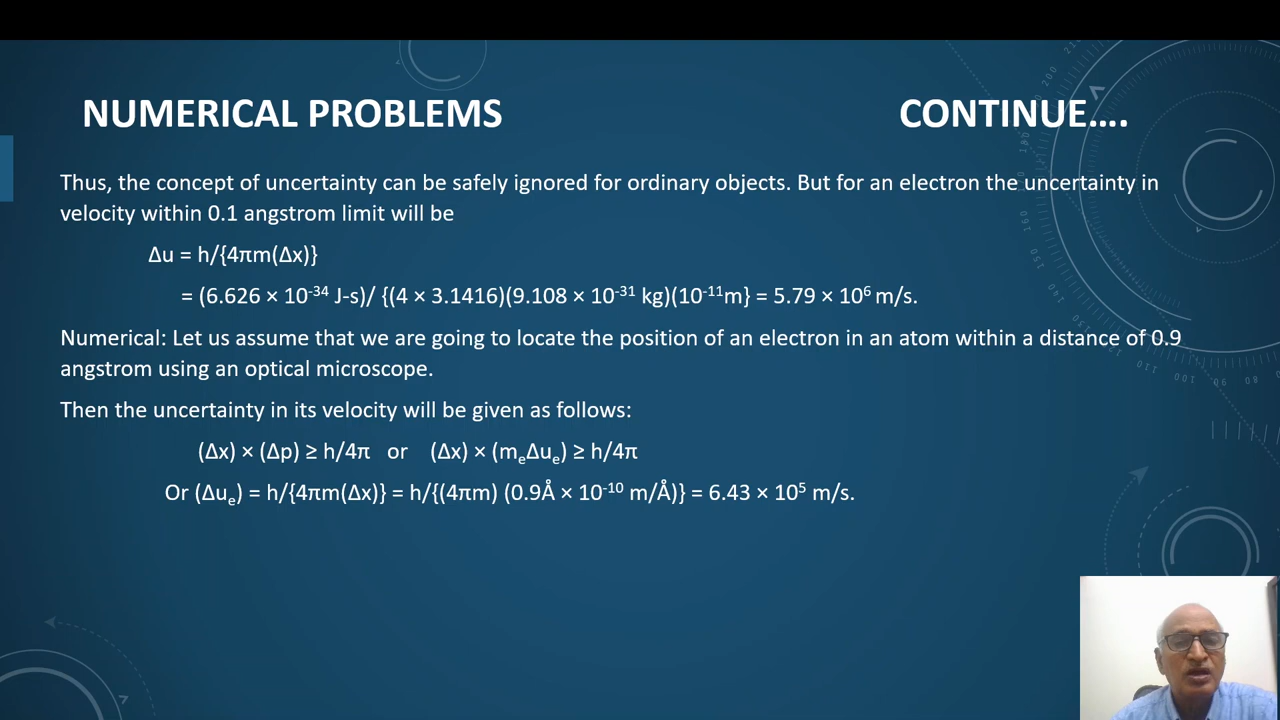 NUMERICAL PROBLEMS CONTINUE....
Thus, the concept of uncertainty can be safely ignored for ordinary objects. But for an electron the uncertainty in
velocity within 0.1 angstrom limit will be
Δu = h/{4πm(Δx)}
= (6.626 × 10⁻³⁴ J-s)/ {(4 × 3.1416)(9.108 × 10⁻³¹ kg)(10⁻¹¹m} = 5.79 × 10⁶ m/s.
Numerical: Let us assume that we are going to locate the position of an electron in an atom within a distance of 0.9
angstrom using an optical microscope.
Then the uncertainty in its velocity will be given as follows:
(Δx) × (Δp) ≥ h/4π or (Δx) × (mₑΔuₑ) ≥ h/4π
Or (Δuₑ) = h/{4πm(Δx)} = h/{(4πm) (0.9Å × 10⁻¹⁰ m/Å)} = 6.43 × 10⁵ m/s.